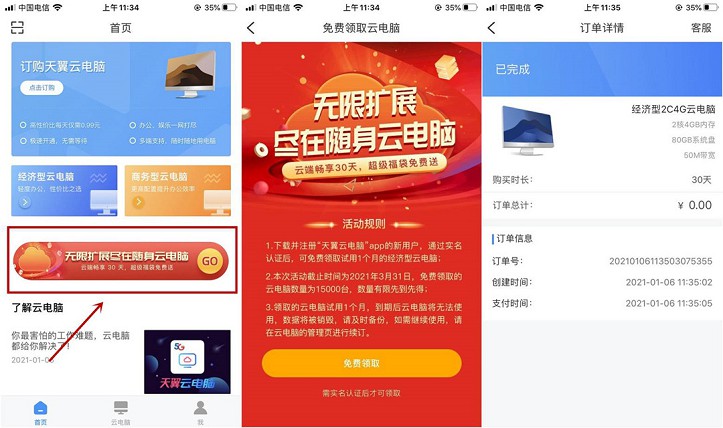 中国电信
上午11:34
35%
首页
订购天翼云电脑
点击订购
高性价比每天仅需0.99元
办公、娱乐一网打尽
极速开通，无需等待
多端支持，随时随地用电脑
经济型云电脑
轻度办公，性价比之选
商务型云电脑
无限扩展尽在随身云电脑
云端畅享 30 天，超级福袋免费送
GO
了解云电脑
你最害怕的工作难题，云电脑
都给你解决了！
2021-01-05
5G
天翼云电脑
首页
云电脑
我
中国电信
上午11:34
35%
免费领取云电脑
无限扩展
尽在随身云电脑
云端畅享30天，超级福袋免费送
活动规则
1.下载并注册“天翼云电脑”app的新用户，通过实名
认证后，可免费领取试用1个月的经济型云电脑；
2.本次活动截止时间为2021年3月31日，免费领取的
云电脑数量为15000台，数量有限先到先得；
3.领取的云电脑试用1个月，到期后云电脑将无法使
用，数据将被销毁，请及时备份，如需继续使用，请
在云电脑的管理页进行续订。
免费领取
需实名认证后才可领取
中国电信
上午11:35
35%
订单详情
客服
已完成
经济型2C4G云电脑
2核4GB内存
80GB系统盘
50M带宽
购买时长：
30天
订单总计：
¥ 0.00
订单信息
订单号：
20210106113503075355
创建时间：
2021-01-06 11:35:02
支付时间：
2021-01-06 11:35:05